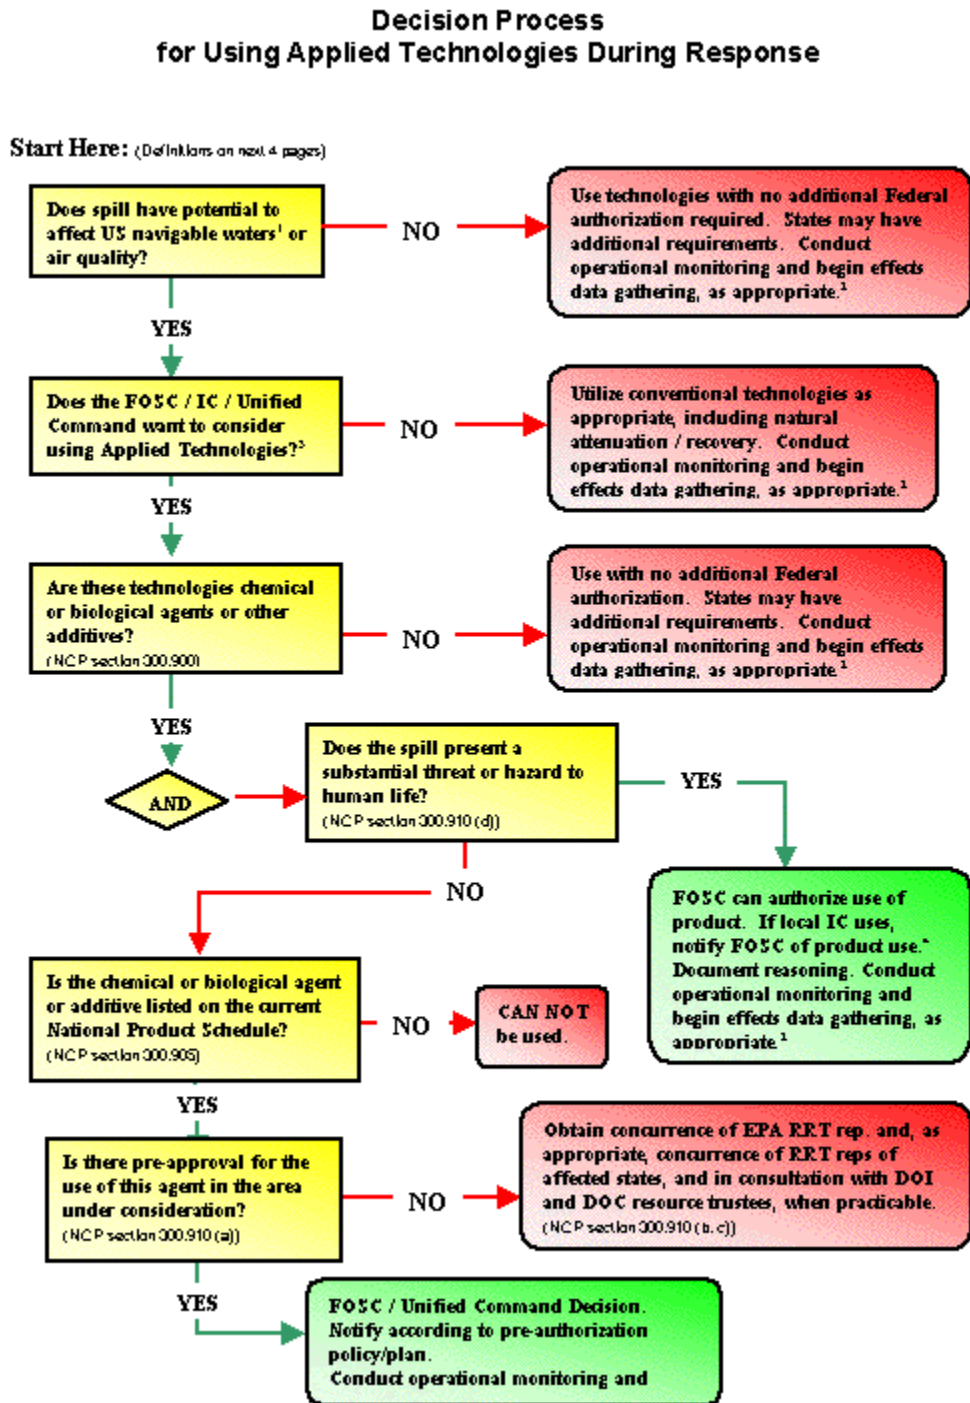 Decision Process
for Using Applied Technologies During Response
Start Here: (Definitions on next 4 pages)
Does spill have potential to
affect US navigable waters¹ or
air quality?
NO
Use technologies with no additional Federal
authorization required. States may have
additional requirements. Conduct
operational monitoring and begin effects
data gathering, as appropriate.²
YES
Does the FOSC / IC / Unified
Command want to consider
using Applied Technologies?³
NO
Utilize conventional technologies as
appropriate, including natural
attenuation / recovery. Conduct
operational monitoring and begin
effects data gathering, as appropriate.²
YES
Are these technologies chemical
or biological agents or other
additives?
(NCP section 300.900)
NO
Use with no additional Federal
authorization. States may have
additional requirements. Conduct
operational monitoring and begin effects
data gathering, as appropriate.²
YES
AND
Does the spill present a
substantial threat or hazard to
human life?
(NCP section 300.910 (d))
YES
NO
FOSC can authorize use of
product. If local IC uses,
notify FOSC of product use.
Document reasoning. Conduct
operational monitoring and
begin effects data gathering, as
appropriate.²
Is the chemical or biological agent
or additive listed on the current
National Product Schedule?
(NCP section 300.905)
NO
CAN NOT
be used.
YES
Is there pre-approval for the
use of this agent in the area
under consideration?
(NCP section 300.910 (a))
NO
Obtain concurrence of EPA RRT rep. and, as
appropriate, concurrence of RRT reps of
affected states, and in consultation with DOI
and DOC resource trustees, when practicable.
(NCP section 300.910 (b, c))
YES
FOSC / Unified Command Decision.
Notify according to pre-authorization
policy/plan.
Conduct operational monitoring and